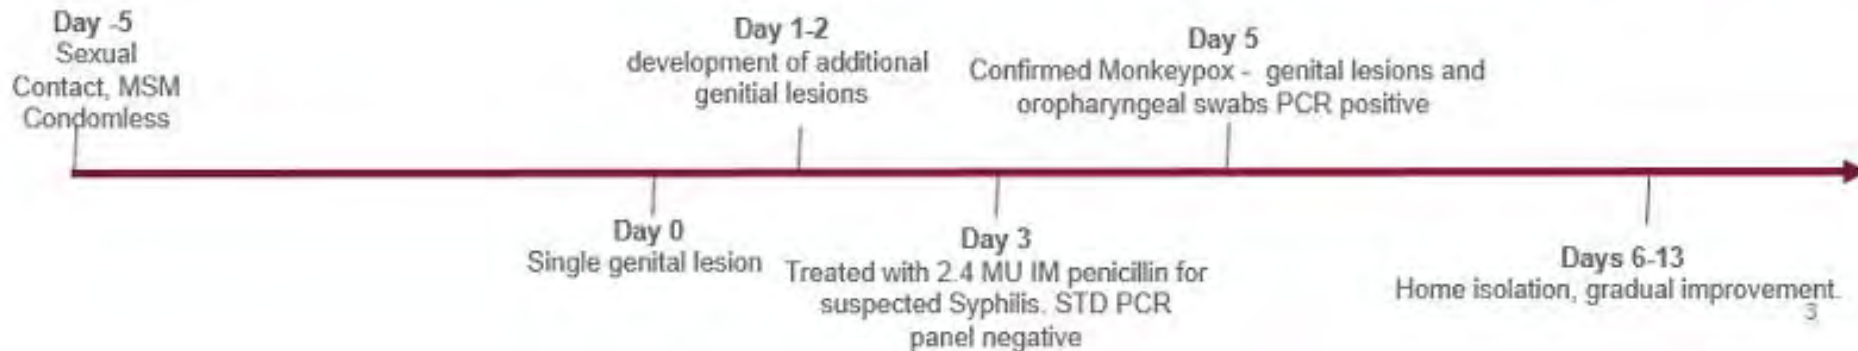 Day -5
Sexual
Contact, MSM
Condomless
Day 1-2
development of additional
genitial lesions
Day 5
Confirmed Monkeypox - genital lesions and
oropharyngeal swabs PCR positive
Day 0
Single genital lesion
Day 3
Treated with 2.4 MU IM penicillin for
suspected Syphilis. STD PCR
panel negative
Days 6-13
Home isolation, gradual improvement.
3